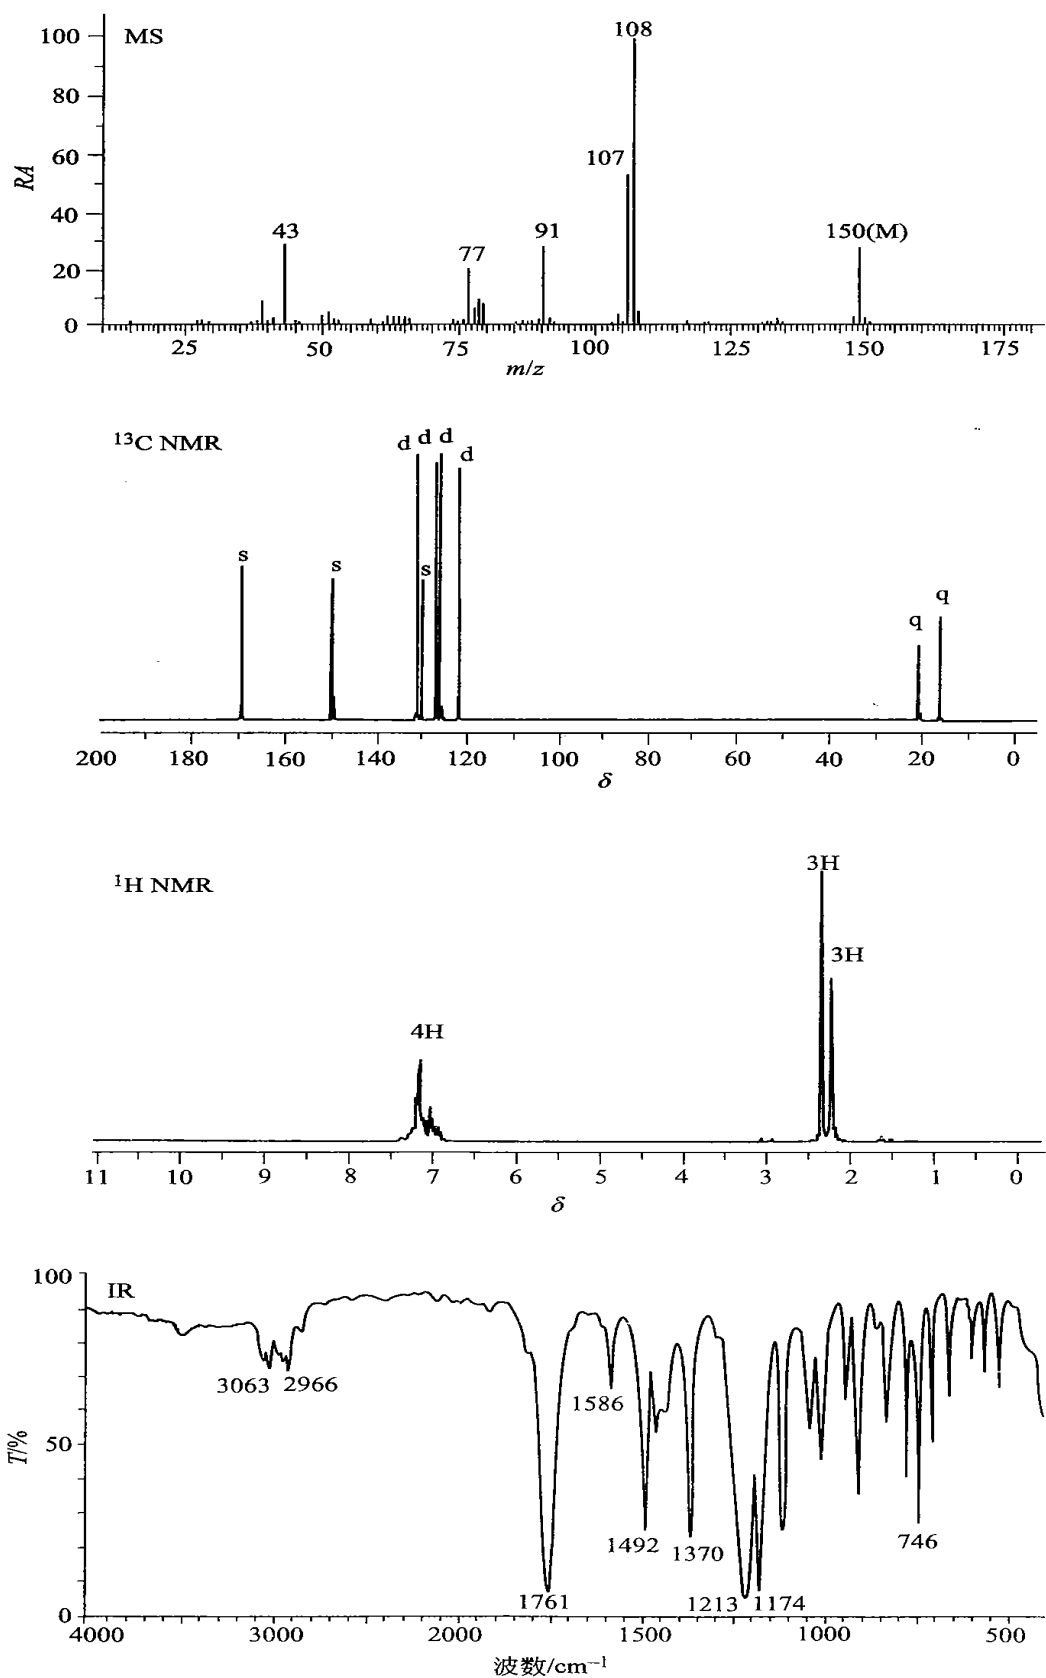 MS
RA
100
80
60
40
20
0
108
107
43
77
91
150(M)
25 50 75 100 125 150 175
m/z
¹³C NMR
d d d d
s s s
q q
200 180 160 140 120 100 80 60 40 20 0
δ
¹H NMR
3H
3H
4H
11 10 9 8 7 6 5 4 3 2 1 0
δ
IR
T/%
100
50
0
3063 2966
1586
1492 1370
746
1761 1213 1174
4000 3000 2000 1500 1000 500
波数/cm⁻¹